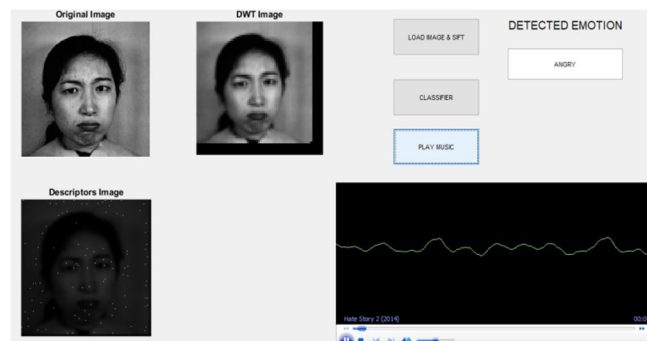 Original Image
DWT Image
LOAD IMAGE & SIFT
DETECTED EMOTION
ANGRY
CLASSIFIER
PLAY MUSIC
Descriptors Image
Hate Story 2 (2014)